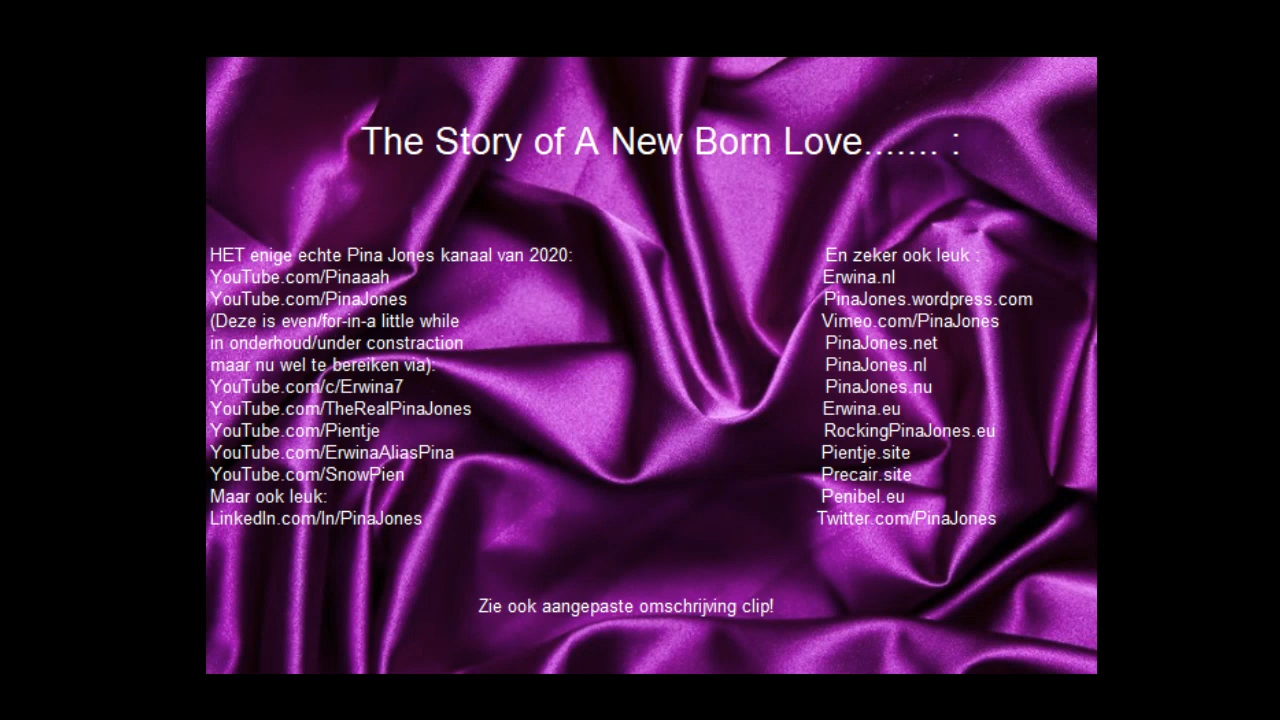 The Story of A New Born Love....... :
HET enige echte Pina Jones kanaal van 2020:
YouTube.com/Pinaaah
YouTube.com/PinaJones
(Deze is even/for-in-a little while
in onderhoud/under constraction
maar nu wel te bereiken via):
YouTube.com/c/Erwina7
YouTube.com/TheRealPinaJones
YouTube.com/Pientje
YouTube.com/ErwinaAliasPina
YouTube.com/SnowPien
Maar ook leuk:
LinkedIn.com/In/PinaJones
En zeker ook leuk :
Erwina.nl
PinaJones.wordpress.com
Vimeo.com/PinaJones
PinaJones.net
PinaJones.nl
PinaJones.nu
Erwina.eu
RockingPinaJones.eu
Pientje.site
Precair.site
Penibel.eu
Twitter.com/PinaJones
Zie ook aangepaste omschrijving clip!